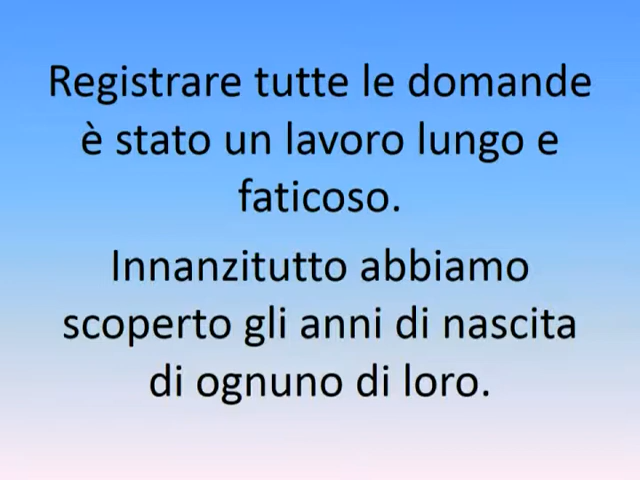 Registrare tutte le domande
è stato un lavoro lungo e
faticoso.
Innanzitutto abbiamo
scoperto gli anni di nascita
di ognuno di loro.